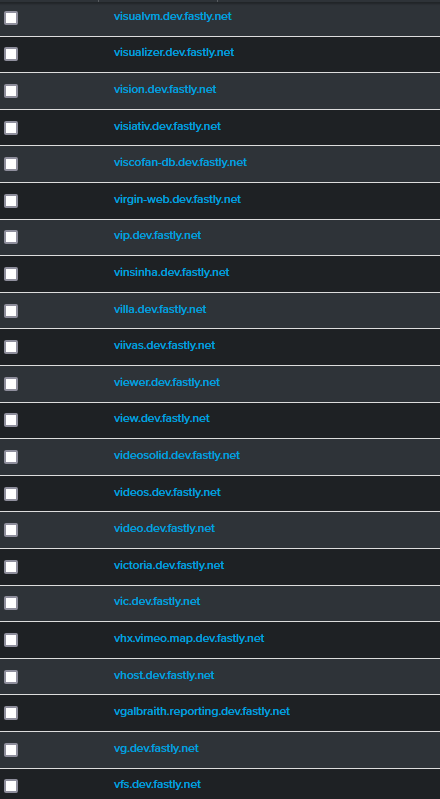 visualvm.dev.fastly.net
visualizer.dev.fastly.net
vision.dev.fastly.net
visiativ.dev.fastly.net
viscofan-db.dev.fastly.net
virgin-web.dev.fastly.net
vip.dev.fastly.net
vinsinha.dev.fastly.net
villa.dev.fastly.net
viivas.dev.fastly.net
viewer.dev.fastly.net
view.dev.fastly.net
videosolid.dev.fastly.net
videos.dev.fastly.net
video.dev.fastly.net
victoria.dev.fastly.net
vic.dev.fastly.net
vhx.vimeo.map.dev.fastly.net
vhost.dev.fastly.net
vgalbraith.reporting.dev.fastly.net
vg.dev.fastly.net
vfs.dev.fastly.net